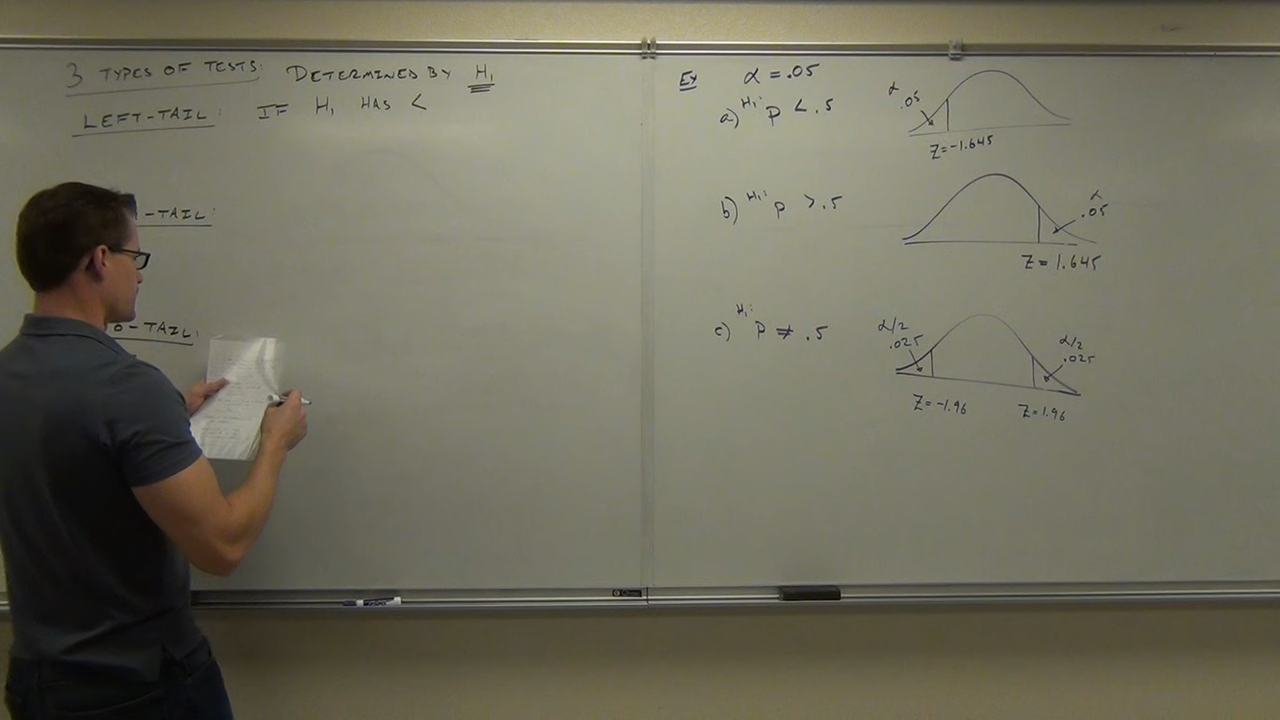 3 TYPES OF TESTS: DETERMINED BY H₁
LEFT-TAIL: IF H₁ HAS <
-TAIL:
O-TAIL:
Ex α = .05
a) H₁: p < .5
α
.05
Z=-1.645
b) H₁: p > .5
α
.05
Z = 1.645
c) H₁: p ≠ .5
α/2
.025
α/2
.025
Z=-1.96
Z=1.96